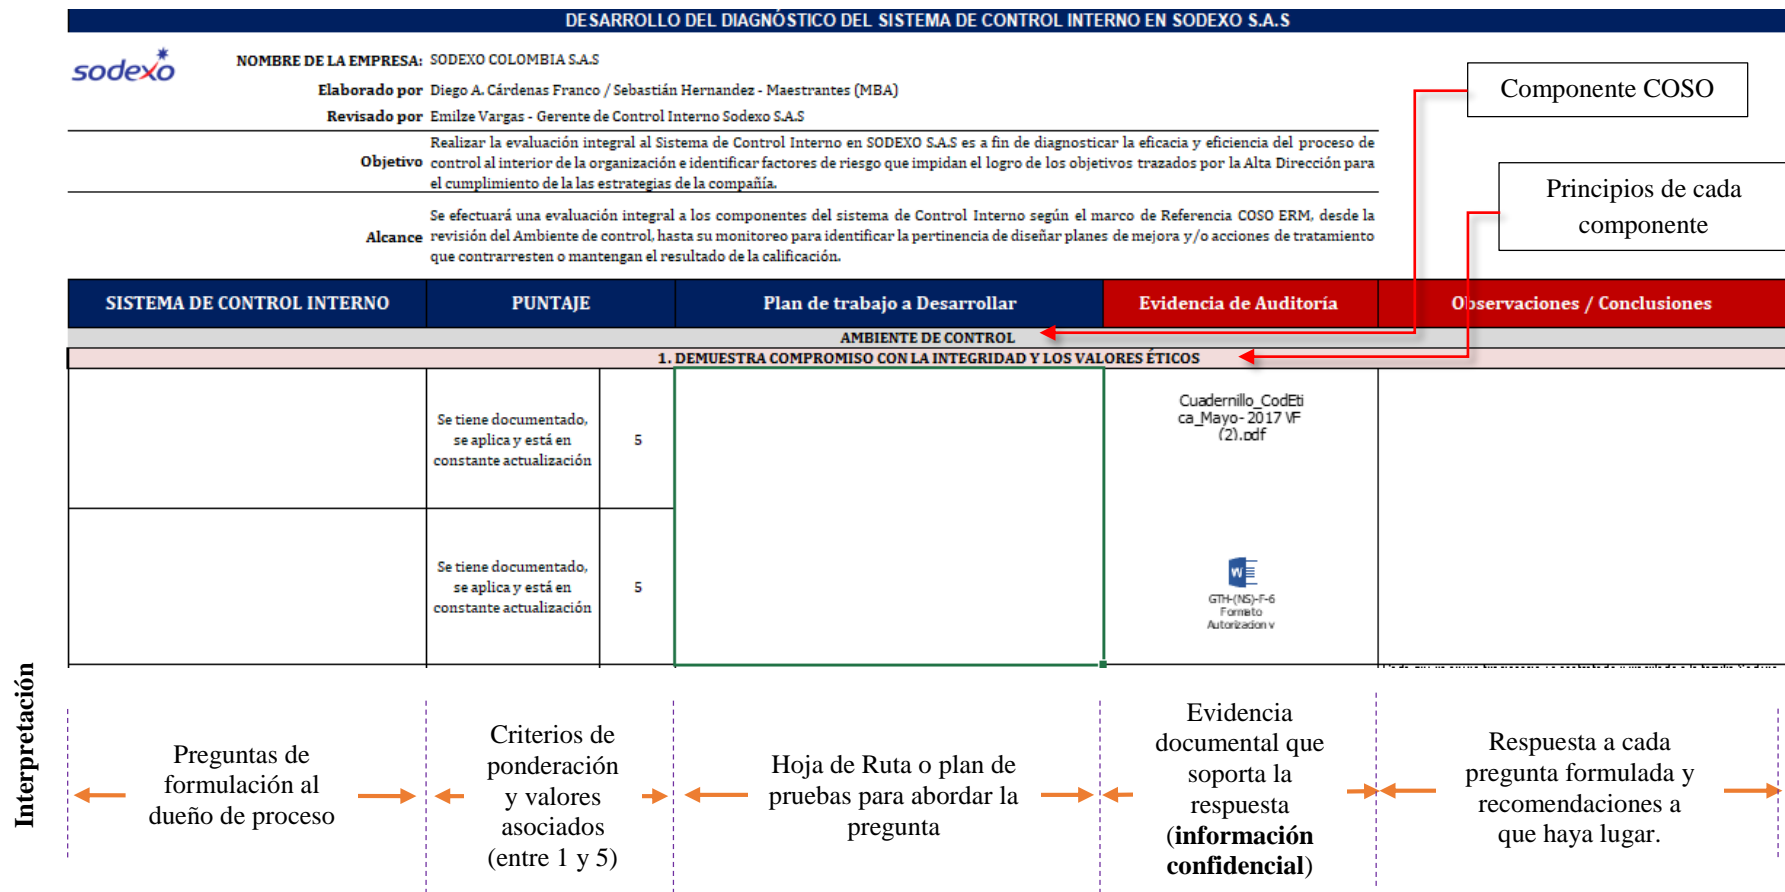 DESARROLLO DEL DIAGNÓSTICO DEL SISTEMA DE CONTROL INTERNO EN SODEXO S.A.S
sodexo
NOMBRE DE LA EMPRESA: SODEXO COLOMBIA S.A.S
Elaborado por Diego A. Cárdenas Franco / Sebastián Hernandez - Maestrantes (MBA)
Revisado por Emilze Vargas - Gerente de Control Interno Sodexo S.A.S
Componente COSO
Realizar la evaluación integral al Sistema de Control Interno en SODEXO S.A.S es a fin de diagnosticar la eficacia y eficiencia del proceso de
Objetivo control al interior de la organización e identificar factores de riesgo que impidan el logro de los objetivos trazados por la Alta Dirección para
el cumplimiento de la las estrategias de la compañía.
Principios de cada
componente
Se efectuará una evaluación integral a los componentes del sistema de Control Interno según el marco de Referencia COSO ERM, desde la
Alcance revisión del Ambiente de control, hasta su monitoreo para identificar la pertinencia de diseñar planes de mejora y/o acciones de tratamiento
que contrarresten o mantengan el resultado de la calificación.
SISTEMA DE CONTROL INTERNO PUNTAJE Plan de trabajo a Desarrollar Evidencia de Auditoría Observaciones / Conclusiones
AMBIENTE DE CONTROL
1. DEMUESTRA COMPROMISO CON LA INTEGRIDAD Y LOS VALORES ÉTICOS
Se tiene documentado,
se aplica y está en
constante actualización
5
Cuadernillo_CodEti
ca_Mayo- 2017 VF
(2).pdf
Se tiene documentado,
se aplica y está en
constante actualización
5
W
GTH-(NS)-F-6
Formato
Autorizacion v
Interpretación
Preguntas de
formulación al
dueño de proceso
Criterios de
ponderación
y valores
asociados
(entre 1 y 5)
Hoja de Ruta o plan de
pruebas para abordar la
pregunta
Evidencia
documental que
soporta la
respuesta
(información
confidencial)
Respuesta a cada
pregunta formulada y
recomendaciones a
que haya lugar.